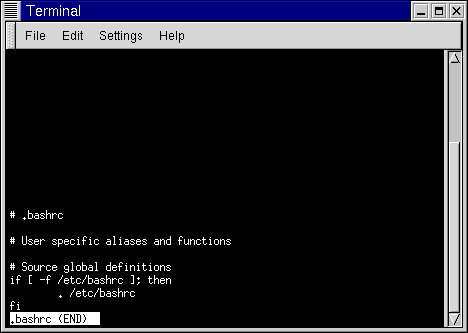 Terminal
File Edit Settings Help
# .bashrc
# User specific aliases and functions
# Source global definitions
if [ -f /etc/bashrc ]; then
        . /etc/bashrc
fi
.bashrc (END)